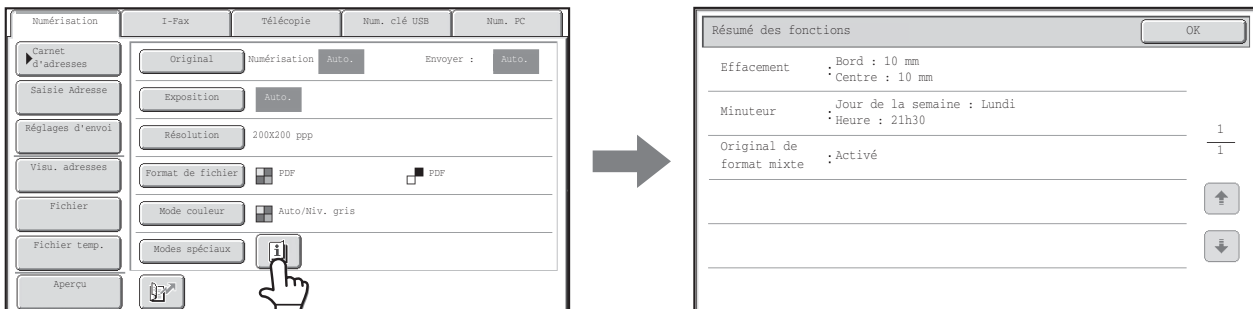 Numérisation I-Fax Télécopie Num. clé USB Num. PC
Carnet
d'adresses
Original Numérisation Auto. Envoyer : Auto.
Saisie Adresse
Exposition Auto.
Réglages d'envoi
Résolution 200X200 ppp
Visu. adresses
Format de fichier PDF PDF
Fichier
Mode couleur Auto/Niv. gris
Fichier temp.
Modes spéciaux
Aperçu
Résumé des fonctions OK
Effacement : Bord : 10 mm
Centre : 10 mm
Minuteur : Jour de la semaine : Lundi
Heure : 21h30
Original de
format mixte : Activé
1
1